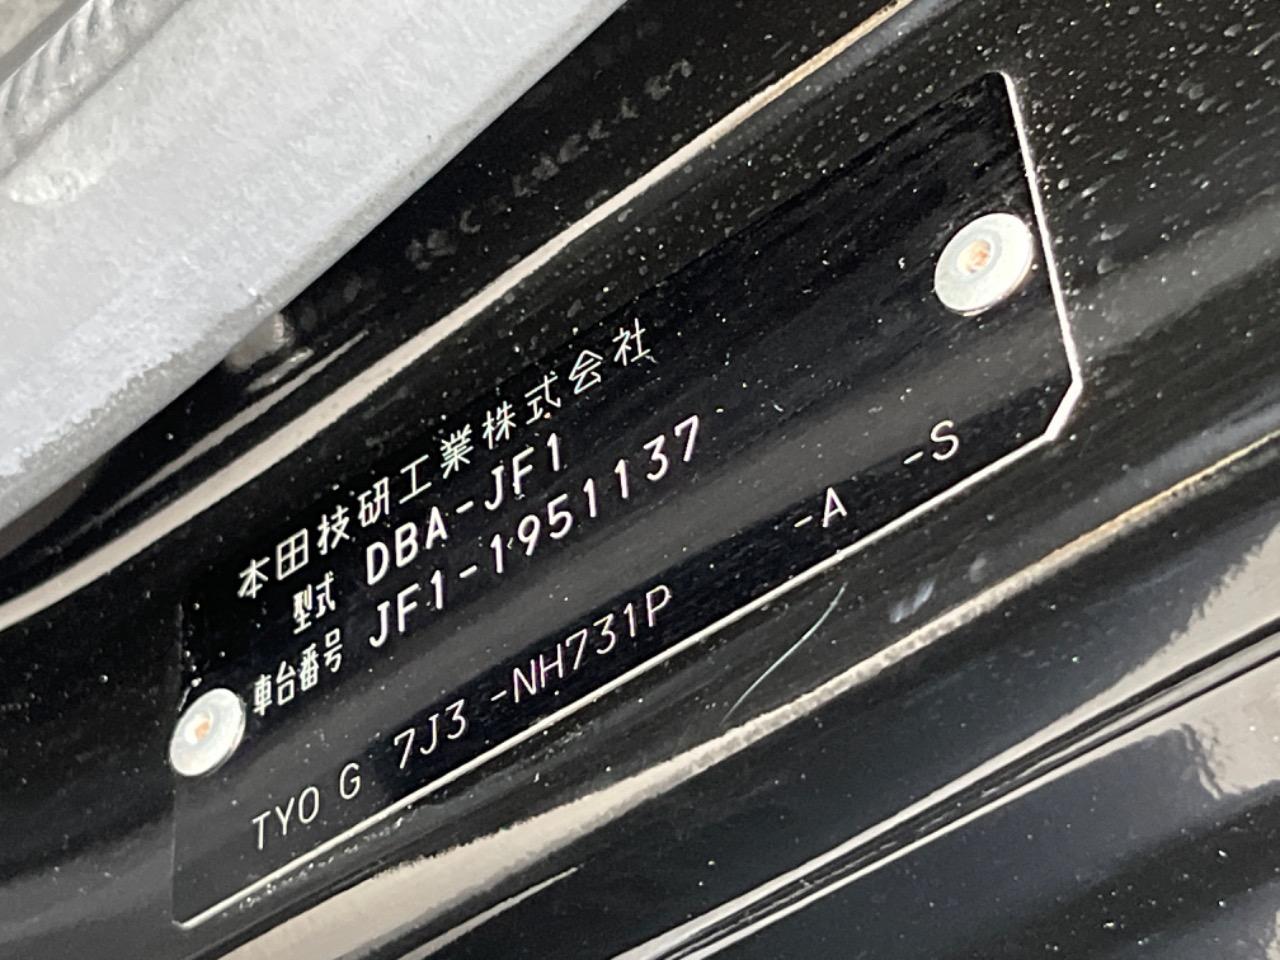 本田技研工業株式会社
型式 DBA-JF1
車台番号 JF1-1951137
TYO G 7J3 -NH731P -A -S